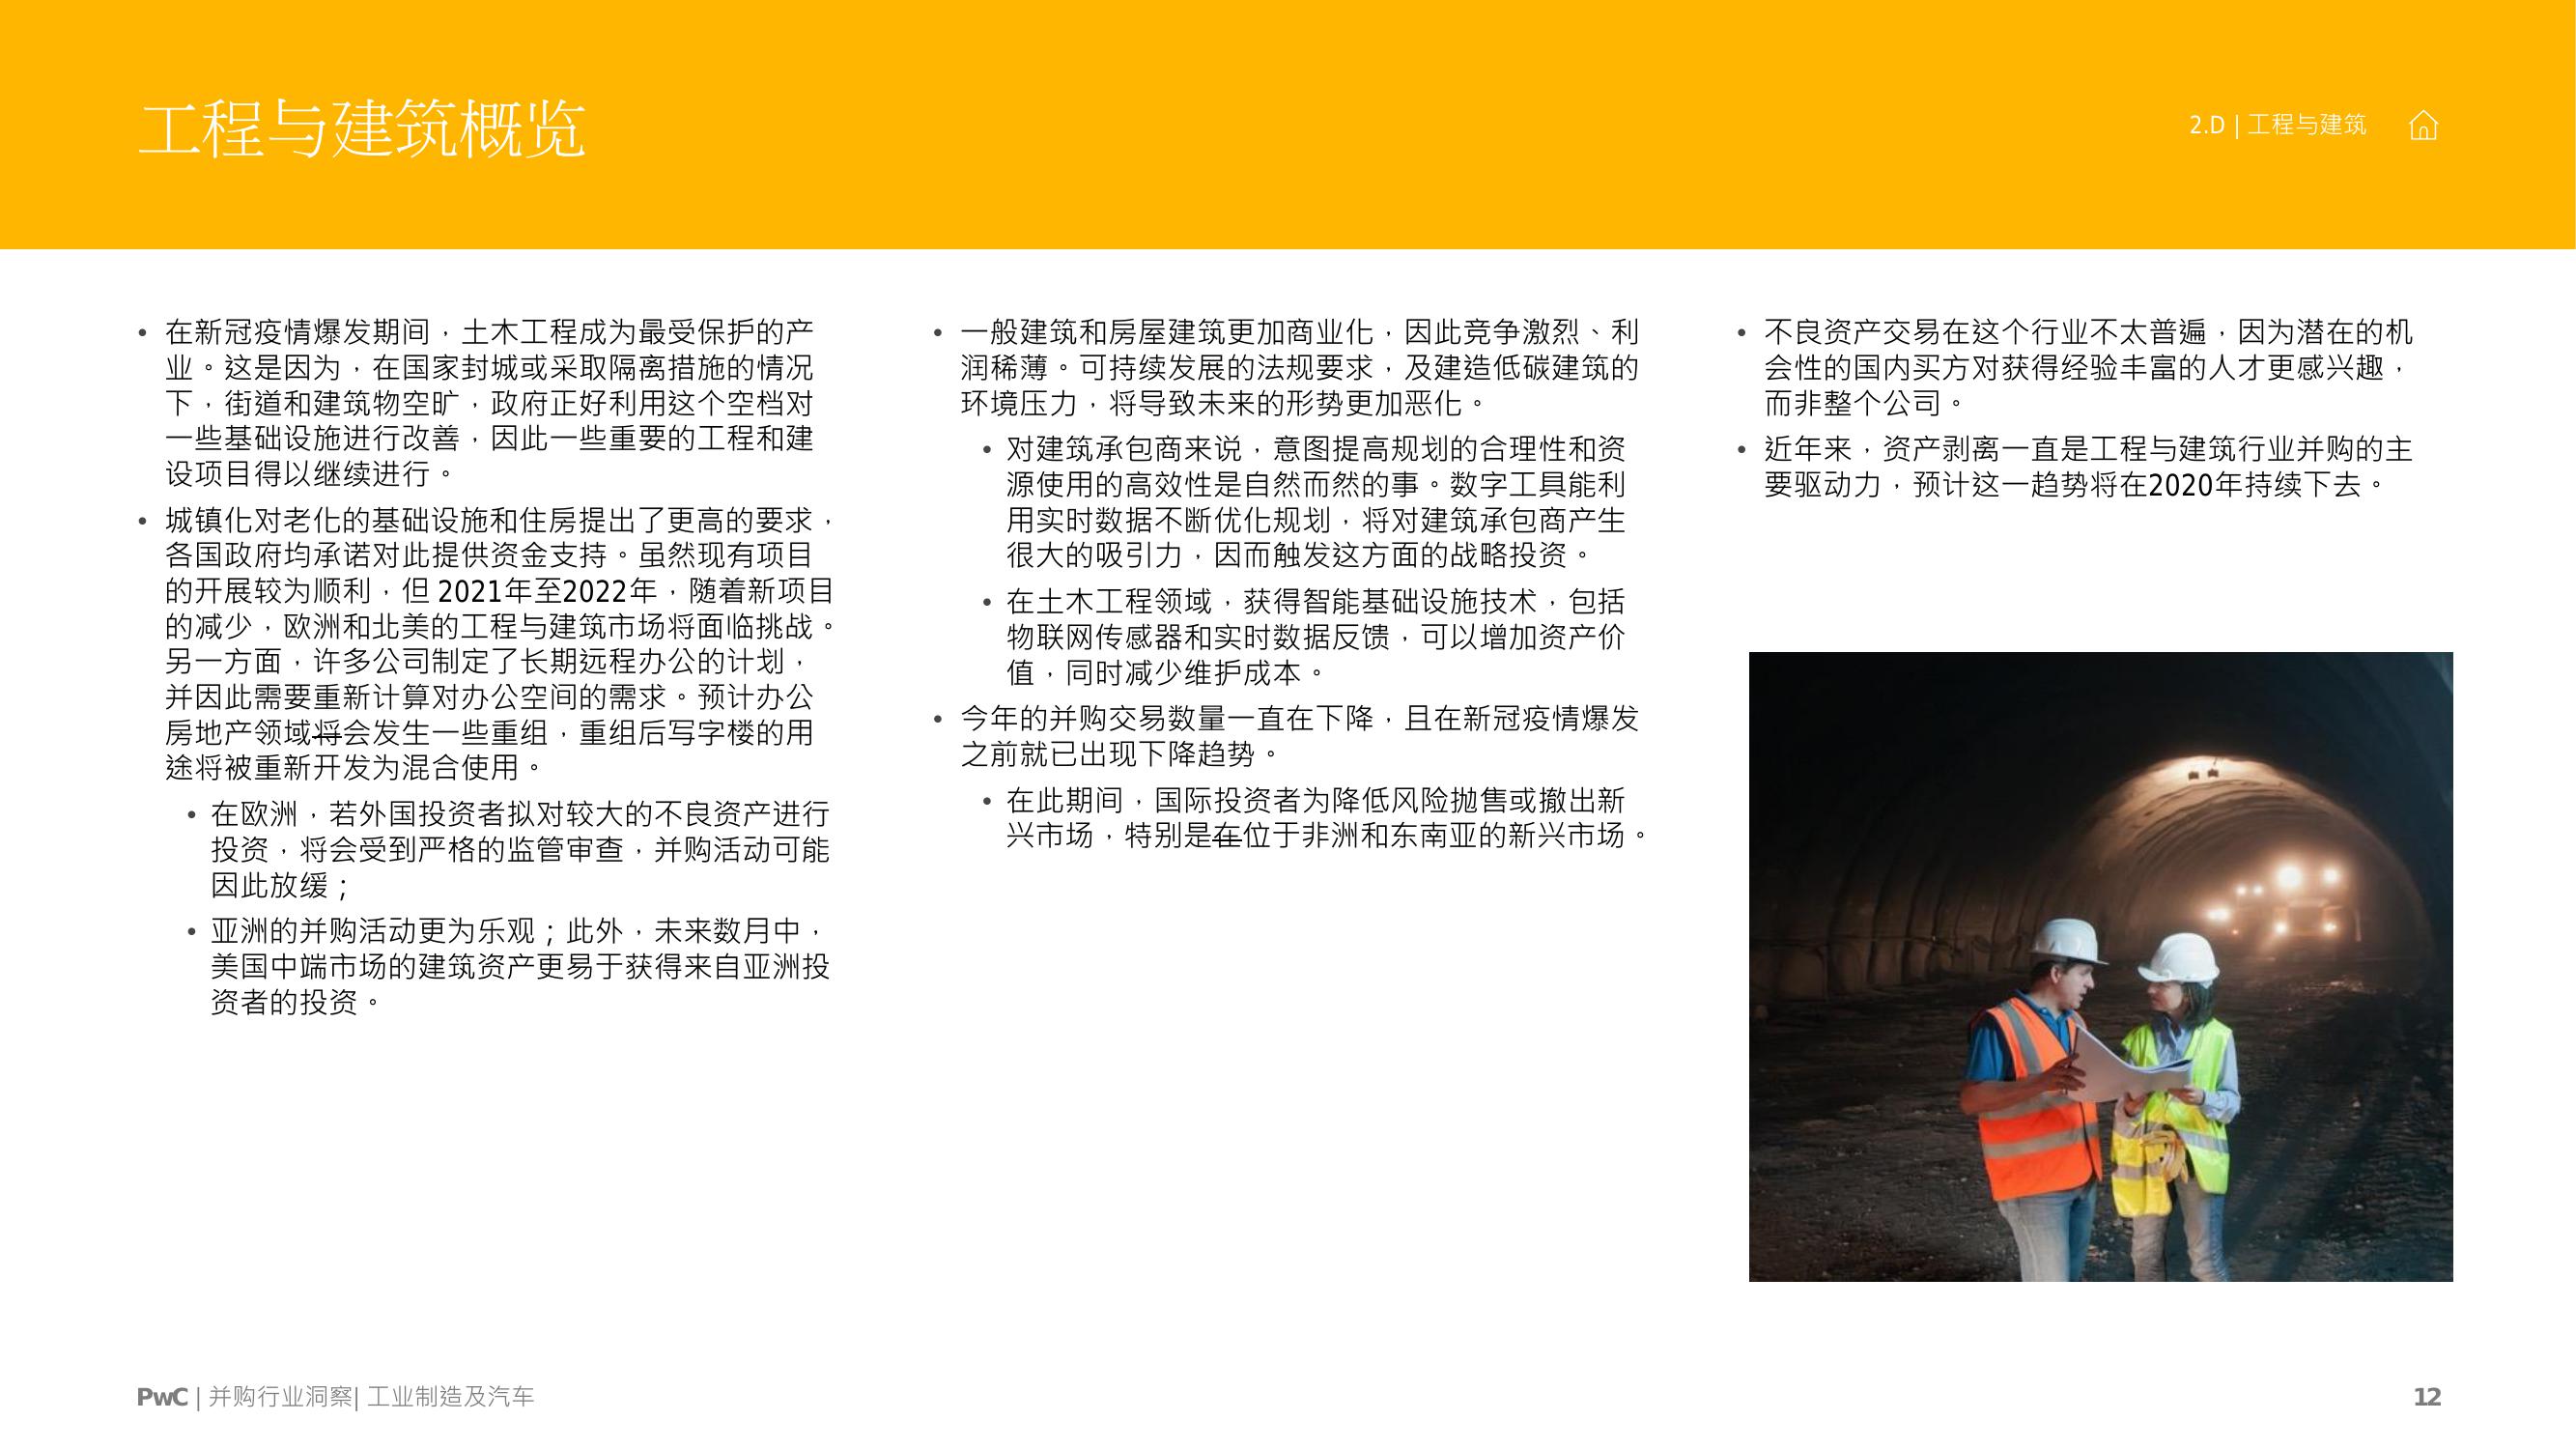 工程与建筑概览
2.D | 工程与建筑
• 在新冠疫情爆发期间，土木工程成为最受保护的产
业。这是因为，在国家封城或采取隔离措施的情况
下，街道和建筑物空旷，政府正好利用这个空档对
一些基础设施进行改善，因此一些重要的工程和建
设项目得以继续进行。
• 城镇化对老化的基础设施和住房提出了更高的要求，
各国政府均承诺对此提供资金支持。虽然现有项目
的开展较为顺利，但 2021年至2022年，随着新项目
的减少，欧洲和北美的工程与建筑市场将面临挑战。
另一方面，许多公司制定了长期远程办公的计划，
并因此需要重新计算对办公空间的需求。预计办公
房地产领域将会发生一些重组，重组后写字楼的用
途将被重新开发为混合使用。
• 在欧洲，若外国投资者拟对较大的不良资产进行
投资，将会受到严格的监管审查，并购活动可能
因此放缓；
• 亚洲的并购活动更为乐观；此外，未来数月中，
美国中端市场的建筑资产更易于获得来自亚洲投
资者的投资。
• 一般建筑和房屋建筑更加商业化，因此竞争激烈、利
润稀薄。可持续发展的法规要求，及建造低碳建筑的
环境压力，将导致未来的形势更加恶化。
• 对建筑承包商来说，意图提高规划的合理性和资
源使用的高效性是自然而然的事。数字工具能利
用实时数据不断优化规划，将对建筑承包商产生
很大的吸引力，因而触发这方面的战略投资。
• 在土木工程领域，获得智能基础设施技术，包括
物联网传感器和实时数据反馈，可以增加资产价
值，同时减少维护成本。
• 今年的并购交易数量一直在下降，且在新冠疫情爆发
之前就已出现下降趋势。
• 在此期间，国际投资者为降低风险抛售或撤出新
兴市场，特别是在位于非洲和东南亚的新兴市场。
• 不良资产交易在这个行业不太普遍，因为潜在的机
会性的国内买方对获得经验丰富的人才更感兴趣，
而非整个公司。
• 近年来，资产剥离一直是工程与建筑行业并购的主
要驱动力，预计这一趋势将在2020年持续下去。
PwC | 并购行业洞察| 工业制造及汽车
12